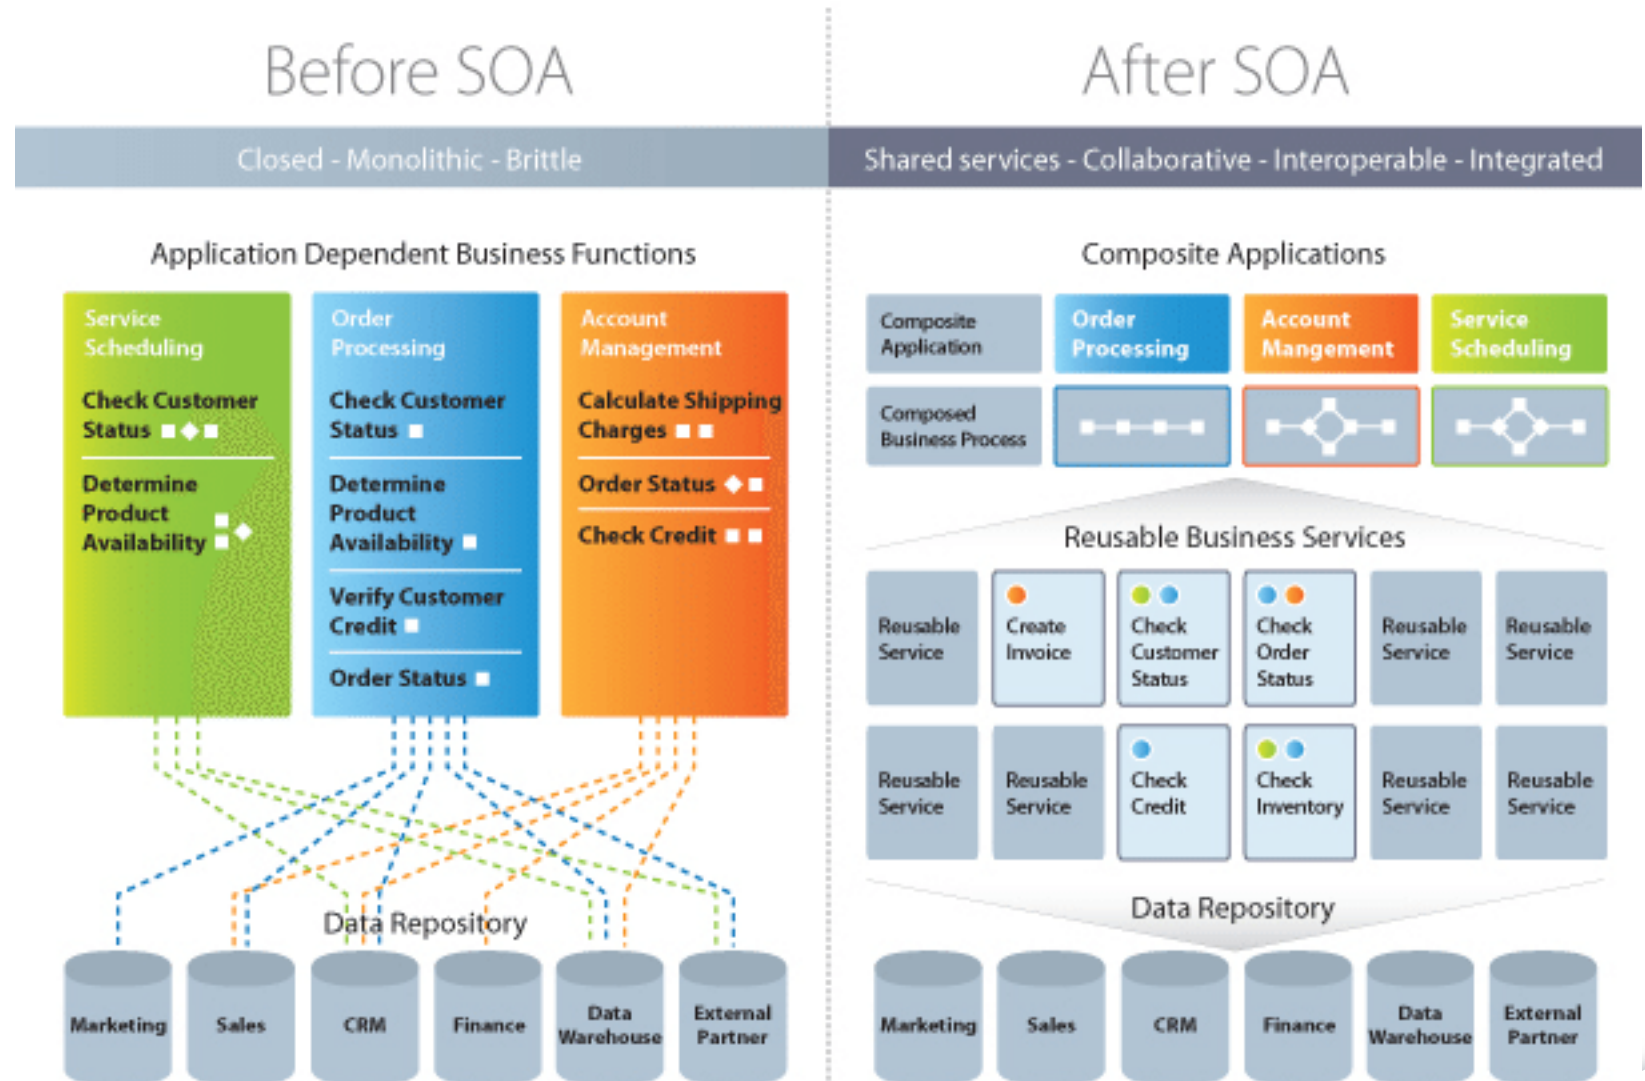 Before SOA
Closed - Monolithic - Brittle
Application Dependent Business Functions
Service
Scheduling
Check Customer
Status
Determine
Product
Availability
Order
Processing
Check Customer
Status
Determine
Product
Availability
Verify Customer
Credit
Order Status
Account
Management
Calculate Shipping
Charges
Order Status
Check Credit
Data Repository
Marketing
Sales
CRM
Finance
Data
Warehouse
External
Partner
After SOA
Shared services - Collaborative - Interoperable - Integrated
Composite Applications
Composite
Application
Order
Processing
Account
Mangement
Service
Scheduling
Composed
Business Process
Reusable Business Services
Reusable
Service
Create
Invoice
Check
Customer
Status
Check
Order
Status
Reusable
Service
Reusable
Service
Reusable
Service
Reusable
Service
Check
Credit
Check
Inventory
Reusable
Service
Reusable
Service
Data Repository
Marketing
Sales
CRM
Finance
Data
Warehouse
External
Partner